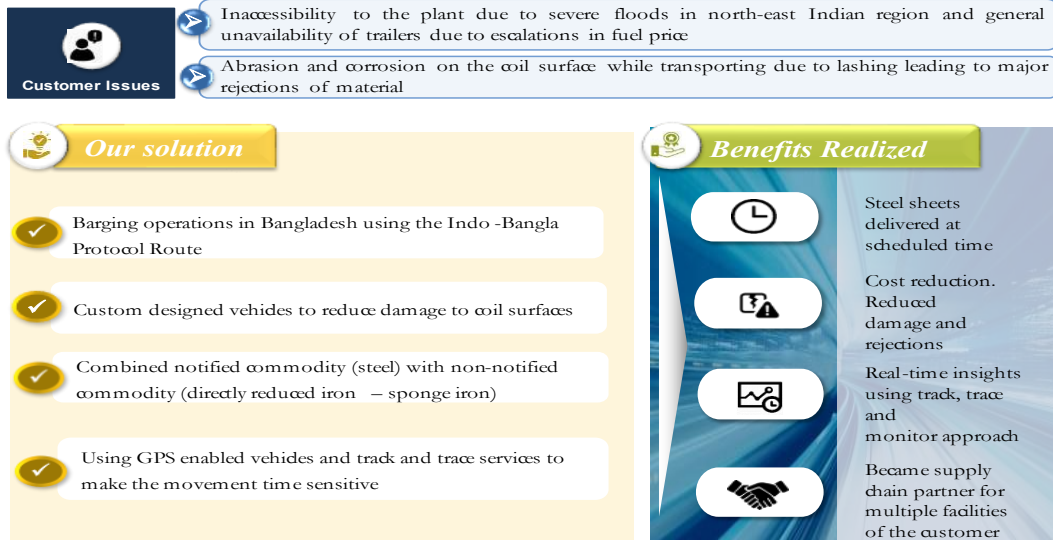 Inaccessibility to the plant due to severe floods in north-east Indian region and general
unavailability of trailers due to escalations in fuel price
Customer Issues
Abrasion and corrosion on the coil surface while transporting due to lashing leading to major
rejections of material
Our solution
Barging operations in Bangladesh using the Indo -Bangla
Protocol Route
Custom designed vehicles to reduce damage to coil surfaces
Combined notified commodity (steel) with non-notified
commodity (directly reduced iron – sponge iron)
Using GPS enabled vehicles and track and trace services to
make the movement time sensitive
Benefits Realized
Steel sheets
delivered at
scheduled time
Cost reduction.
Reduced
damage and
rejections
Real-time insights
using track, trace
and
monitor approach
Became supply
chain partner for
multiple facilities
of the customer